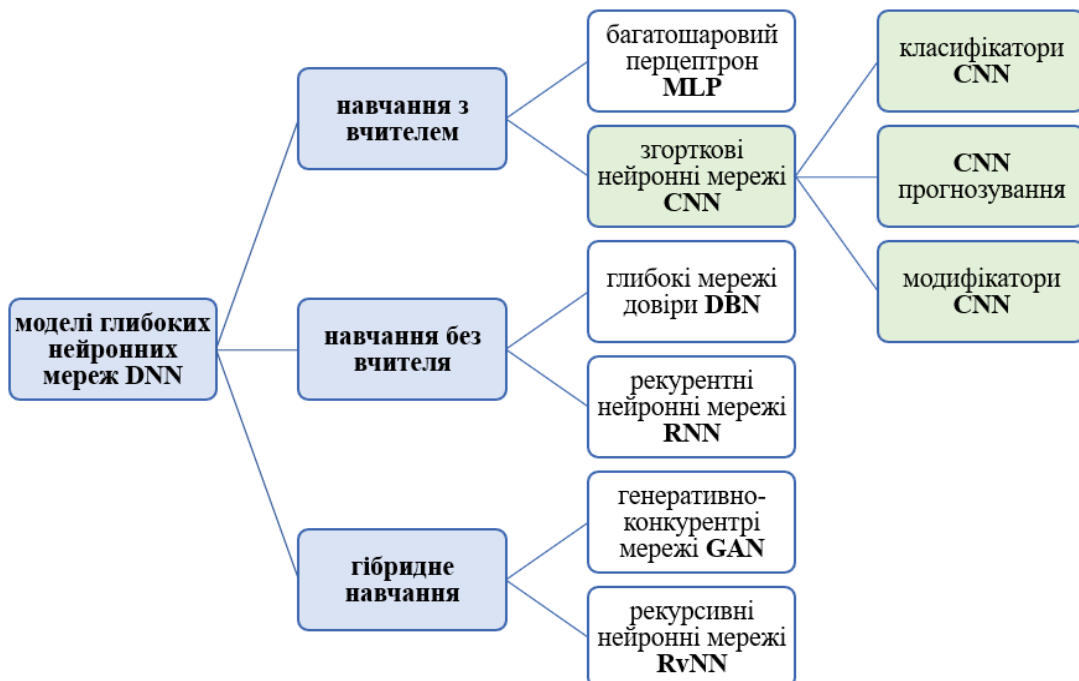 багатошаровий
перцептрон
MLP
класифікатори
CNN
навчання з
вчителем
згорткові
нейронні мережі
CNN
CNN
прогнозування
глибокі мережі
довіри DBN
модифікатори
CNN
моделі глибоких
нейронних
мереж DNN
навчання без
вчителя
рекурентні
нейронні мережі
RNN
генеративно-
конкурентрі
мережі GAN
гібридне
навчання
рекурсивні
нейронні мережі
RvNN